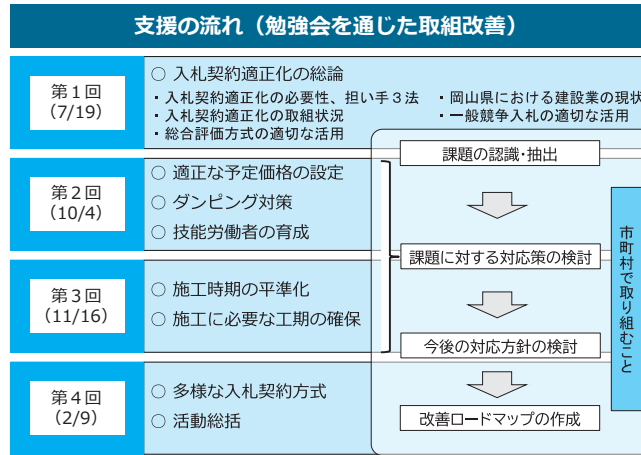 支援の流れ（勉強会を通じた取組改善）
第１回
(7/19)
○ 入札契約適正化の総論
・入札契約適正化の必要性、担い手３法
・岡山県における建設業の現状
・入札契約適正化の取組状況
・一般競争入札の適切な活用
・総合評価方式の適切な活用
課題の認識・抽出
第２回
(10/4)
○ 適正な予定価格の設定
○ ダンピング対策
○ 技能労働者の育成
課題に対する対応策の検討
第３回
(11/16)
○ 施工時期の平準化
○ 施工に必要な工期の確保
今後の対応方針の検討
第４回
(2/9)
○ 多様な入札契約方式
○ 活動総括
改善ロードマップの作成
市町村で取り組むこと